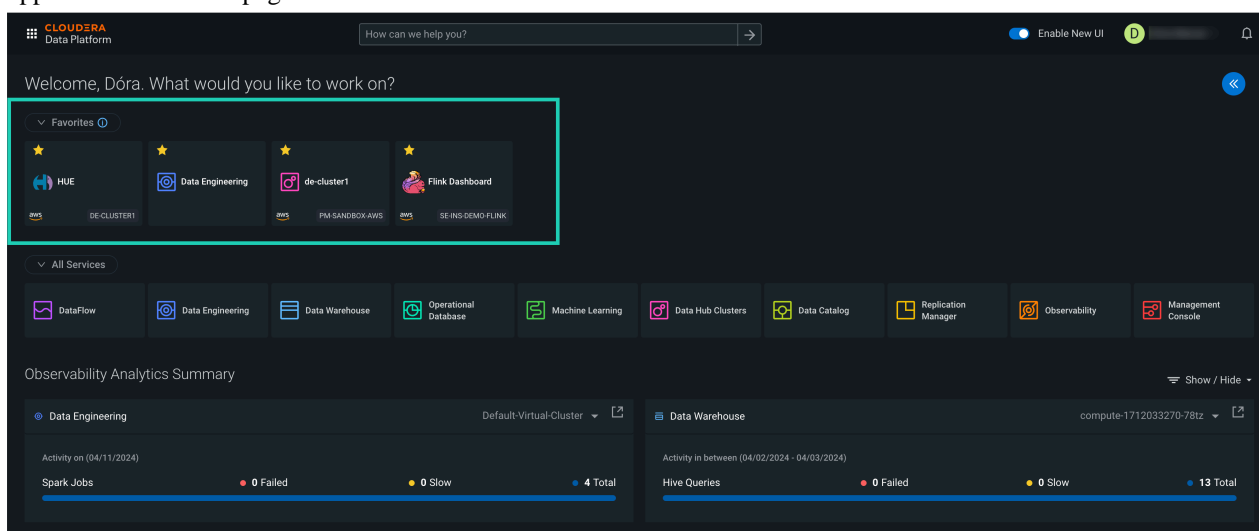 CLOUDERA
Data Platform
How can we help you?
Enable New UI
D
Welcome, Dóra. What would you like to work on?
Favorites
HUE
aws
DE-CLUSTER1
Data Engineering
de-cluster1
aws
PM-SANDBOX-AWS
Flink Dashboard
aws
SE-INS-DEMO-FLINK
All Services
DataFlow
Data Engineering
Data Warehouse
Operational
Database
Machine Learning
Data Hub Clusters
Data Catalog
Replication
Manager
Observability
Management
Console
Observability Analytics Summary
Show / Hide
Data Engineering
Default-Virtual-Cluster
Activity on (04/11/2024)
Spark Jobs
0 Failed
0 Slow
4 Total
Data Warehouse
compute-1712033270-78tz
Activity in between (04/02/2024 - 04/03/2024)
Hive Queries
0 Failed
0 Slow
13 Total